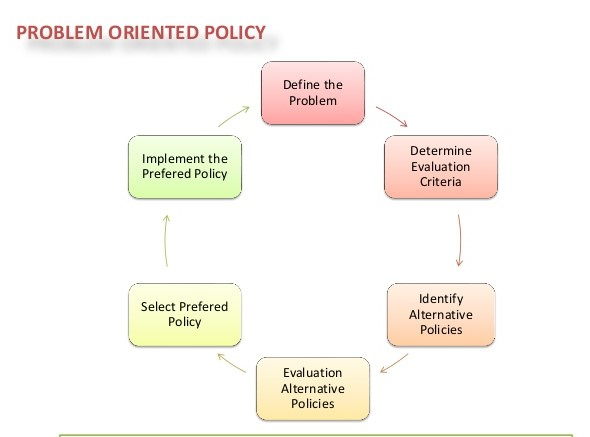 PROBLEM ORIENTED POLICY
Define the
Problem
Determine
Evaluation
Criteria
Identify
Alternative
Policies
Evaluation
Alternative
Policies
Select Prefered
Policy
Implement the
Prefered Policy